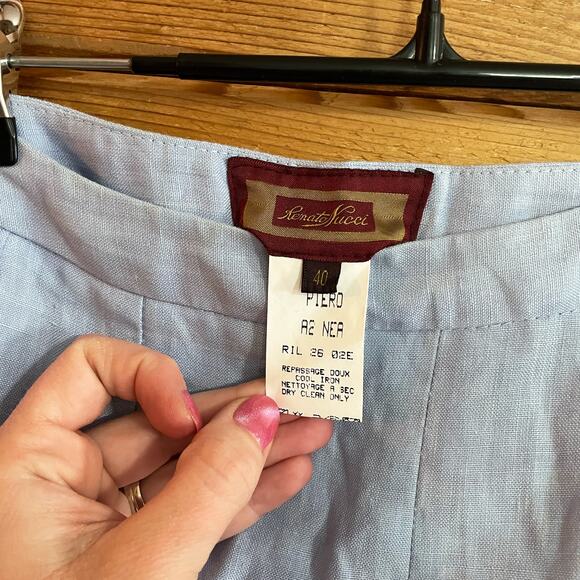 Renato Nucci
40
PIERO
A2 NEA
RIL 26 02E
REPASSAGE DOUX
COOL IRON
NETTOYAGE A SEC
DRY CLEAN ONLY